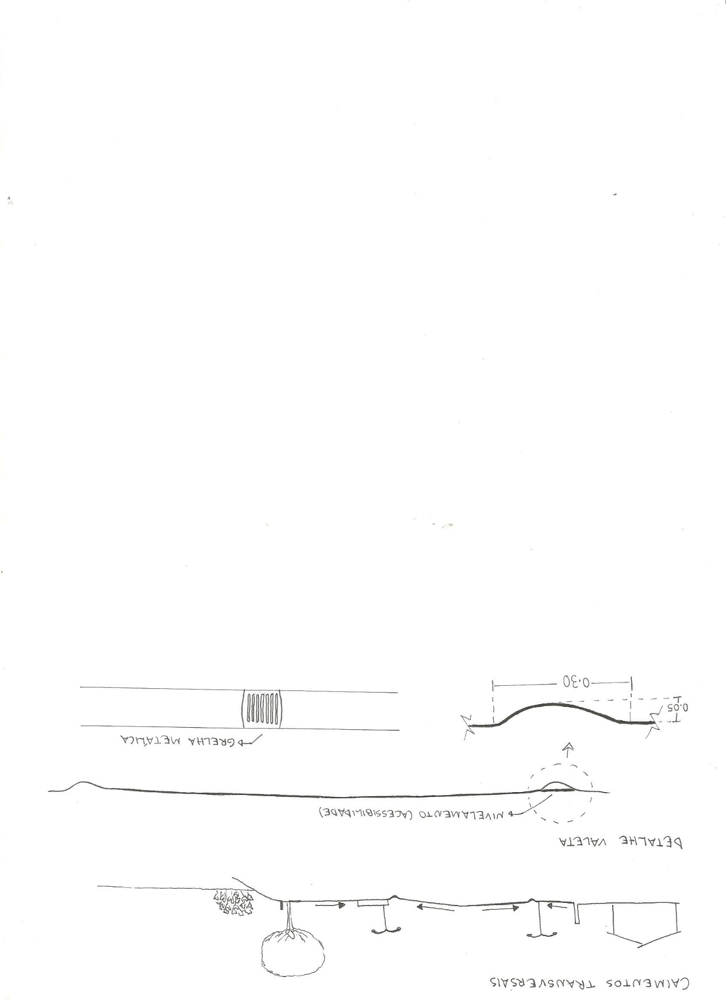 CAIMENTOS TRANSVERSAIS
DETALHE VALETA
NIVELAMENTO (ACESSIBILIDADE)
GRELHA METÁLICA
0.05
0.30